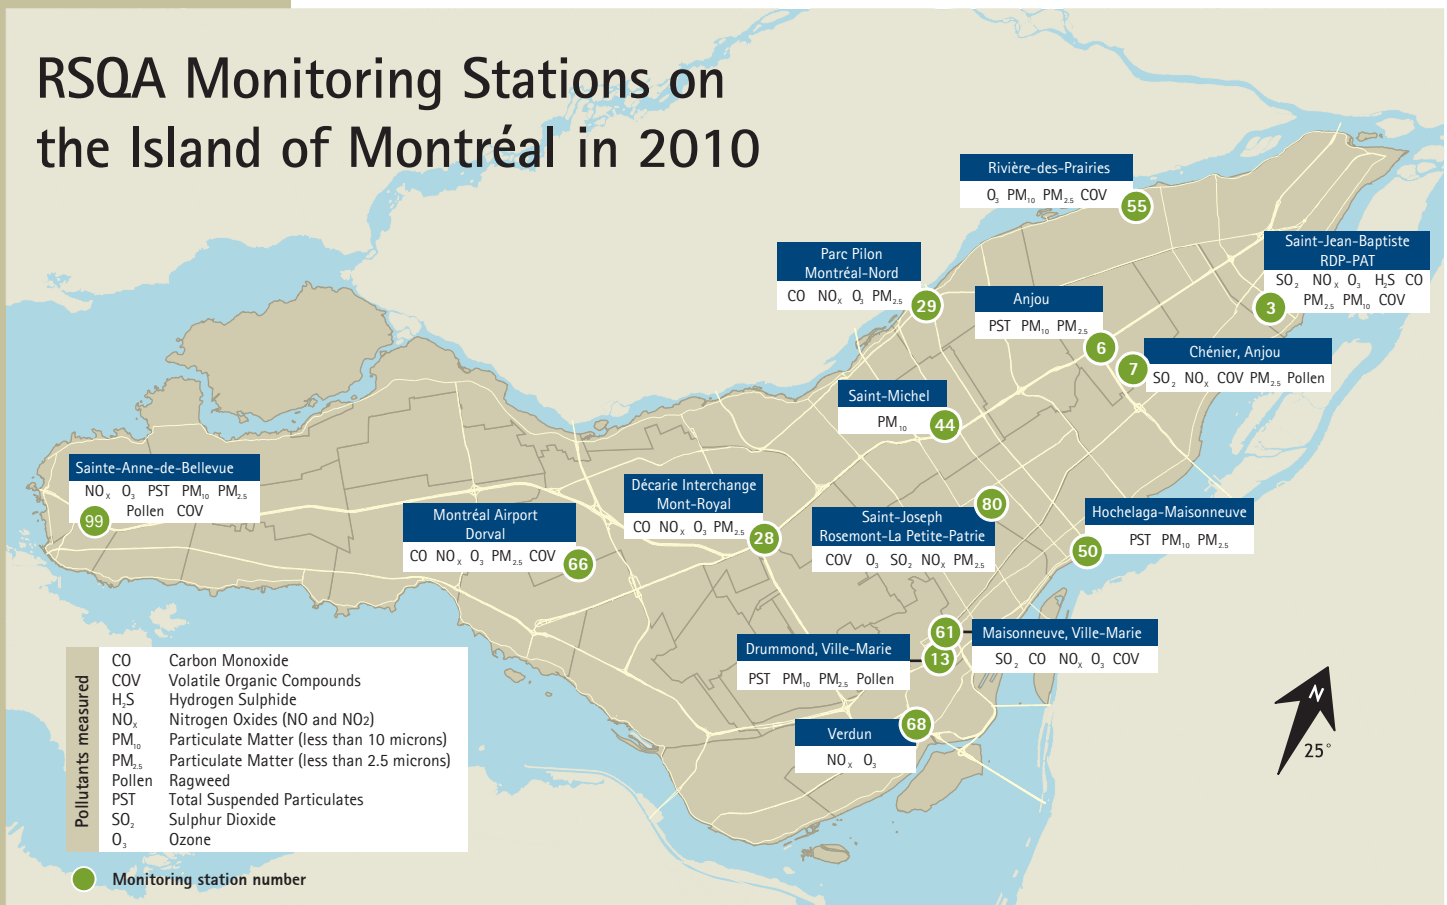 RSQA Monitoring Stations on
the Island of Montréal in 2010
Rivière-des-Prairies
O₃ PM₁₀ PM₂.₅ COV
55
Saint-Jean-Baptiste
RDP-PAT
SO₂ NOₓ O₃ H₂S CO
PM₂.₅ PM₁₀ COV
3
Parc Pilon
Montréal-Nord
CO NOₓ O₃ PM₂.₅
29
Anjou
PST PM₁₀ PM₂.₅
6
Chénier, Anjou
SO₂ NOₓ COV PM₂.₅ Pollen
7
Saint-Michel
PM₁₀
44
Sainte-Anne-de-Bellevue
NOₓ O₃ PST PM₁₀ PM₂.₅
Pollen COV
99
Montréal Airport
Dorval
CO NOₓ O₃ PM₂.₅ COV
66
Décarie Interchange
Mont-Royal
CO NOₓ O₃ PM₂.₅
28
80
Saint-Joseph
Rosemont-La Petite-Patrie
COV O₃ SO₂ NOₓ PM₂.₅
Hochelaga-Maisonneuve
PST PM₁₀ PM₂.₅
50
61
Maisonneuve, Ville-Marie
SO₂ CO NOₓ O₃ COV
Drummond, Ville-Marie
PST PM₁₀ PM₂.₅ Pollen
13
Verdun
NOₓ O₃
68
N
25°
Pollutants measured
CO Carbon Monoxide
COV Volatile Organic Compounds
H₂S Hydrogen Sulphide
NOₓ Nitrogen Oxides (NO and NO2)
PM₁₀ Particulate Matter (less than 10 microns)
PM₂.₅ Particulate Matter (less than 2.5 microns)
Pollen Ragweed
PST Total Suspended Particulates
SO₂ Sulphur Dioxide
O₃ Ozone
Monitoring station number